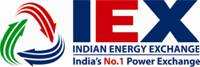 IEX
INDIAN ENERGY EXCHANGE
India's No.1 Power Exchange